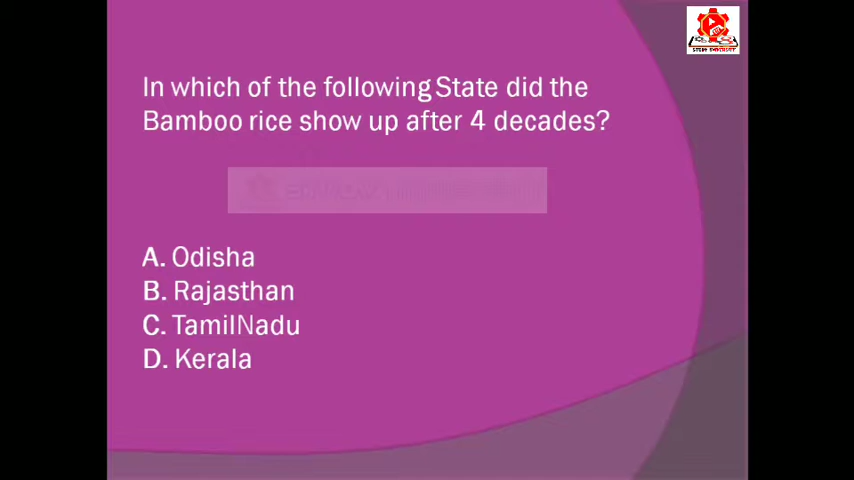 In which of the following State did the
Bamboo rice show up after 4 decades?
A. Odisha
B. Rajasthan
C. TamilNadu
D. Kerala